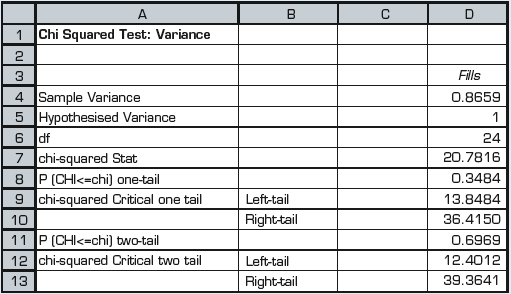 A B C D
1 Chi Squared Test: Variance
2
3 Fills
4 Sample Variance 0.8659
5 Hypothesised Variance 1
6 df 24
7 chi-squared Stat 20.7816
8 P (CHI<=chi) one-tail 0.3484
9 chi-squared Critical one tail Left-tail 13.8484
10 Right-tail 36.4150
11 P (CHI<=chi) two-tail 0.6969
12 chi-squared Critical two tail Left-tail 12.4012
13 Right-tail 39.3641